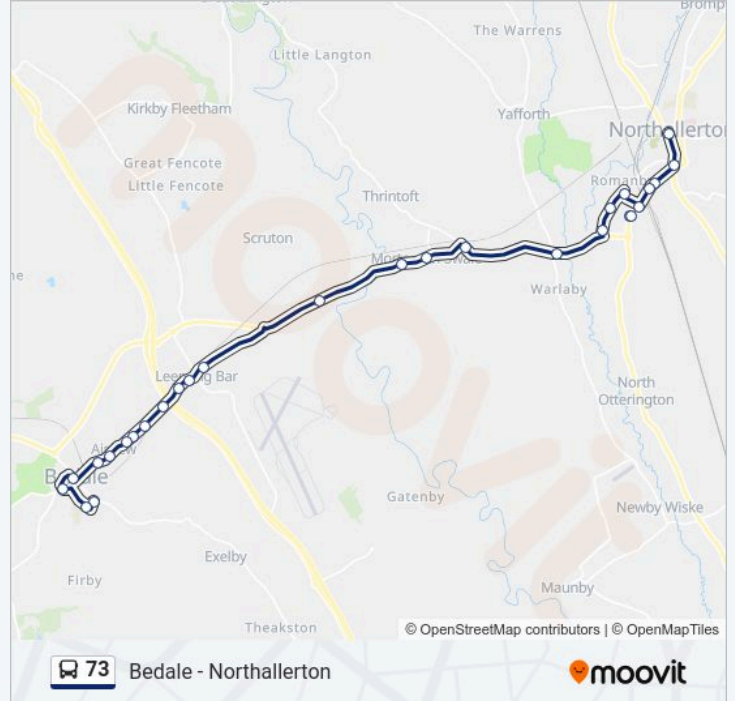 Bromp
The Warrens
Little Langton
Kirkby Fleetham
Yafforth
Northallerton
Great Fencote
Little Fencote
Romanby
Thrintoft
Scruton
Warlaby
Leeming Bar
North
Otterington
Bedale
Gatenby
Newby Wiske
Exelby
Maunby
Firby
Theakston
© OpenStreetMap contributors | © OpenMapTiles
73 Bedale - Northallerton
moovit